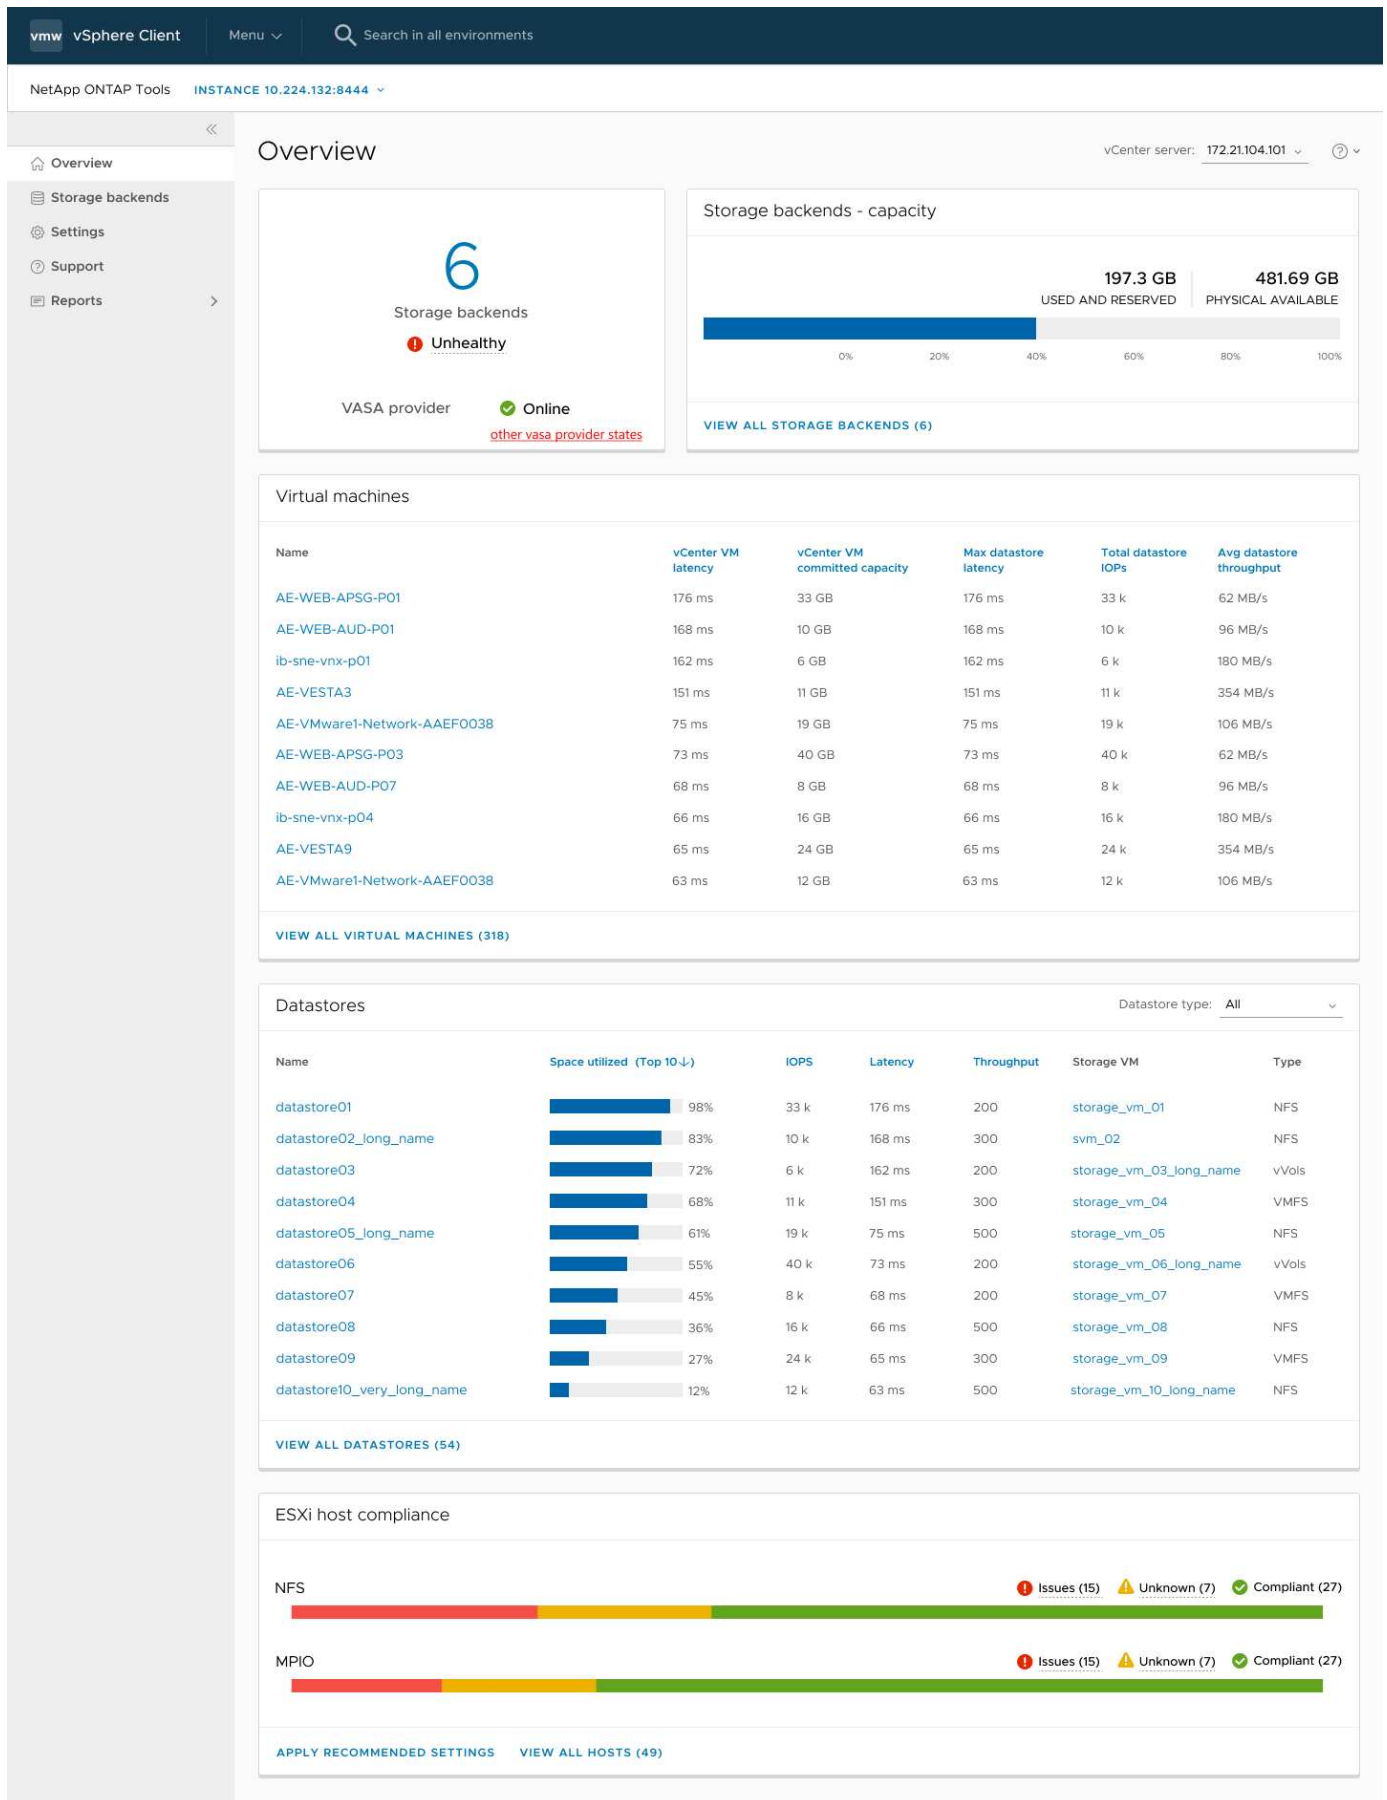 vmw vSphere Client Menu Search in all environments
NetApp ONTAP Tools INSTANCE 10.224.132:8444
Overview
Storage backends
Settings
Support
Reports
Overview
vCenter server: 172.21.104.101
6
Storage backends
Unhealthy
VASA provider Online
other vasa provider states
Storage backends - capacity
197.3 GB 481.69 GB
USED AND RESERVED PHYSICAL AVAILABLE
0% 20% 40% 60% 80% 100%
VIEW ALL STORAGE BACKENDS (6)
Virtual machines
Name vCenter VM latency vCenter VM committed capacity Max datastore latency Total datastore IOPs Avg datastore throughput
AE-WEB-APSG-P01 176 ms 33 GB 176 ms 33 k 62 MB/s
AE-WEB-AUD-P01 168 ms 10 GB 168 ms 10 k 96 MB/s
ib-sne-vnx-p01 162 ms 6 GB 162 ms 6 k 180 MB/s
AE-VESTA3 151 ms 11 GB 151 ms 11 k 354 MB/s
AE-VMware1-Network-AAEF0038 75 ms 19 GB 75 ms 19 k 106 MB/s
AE-WEB-APSG-P03 73 ms 40 GB 73 ms 40 k 62 MB/s
AE-WEB-AUD-P07 68 ms 8 GB 68 ms 8 k 96 MB/s
ib-sne-vnx-p04 66 ms 16 GB 66 ms 16 k 180 MB/s
AE-VESTA9 65 ms 24 GB 65 ms 24 k 354 MB/s
AE-VMware1-Network-AAEF0038 63 ms 12 GB 63 ms 12 k 106 MB/s
VIEW ALL VIRTUAL MACHINES (318)
Datastores Datastore type: All
Name Space utilized (Top 10↓) IOPS Latency Throughput Storage VM Type
datastore01 98% 33 k 176 ms 200 storage_vm_01 NFS
datastore02_long_name 83% 10 k 168 ms 300 svm_02 NFS
datastore03 72% 6 k 162 ms 200 storage_vm_03_long_name vVols
datastore04 68% 11 k 151 ms 300 storage_vm_04 VMFS
datastore05_long_name 61% 19 k 75 ms 500 storage_vm_05 NFS
datastore06 55% 40 k 73 ms 200 storage_vm_06_long_name vVols
datastore07 45% 8 k 68 ms 200 storage_vm_07 VMFS
datastore08 36% 16 k 66 ms 500 storage_vm_08 NFS
datastore09 27% 24 k 65 ms 300 storage_vm_09 VMFS
datastore10_very_long_name 12% 12 k 63 ms 500 storage_vm_10_long_name NFS
VIEW ALL DATASTORES (54)
ESXi host compliance
NFS Issues (15) Unknown (7) Compliant (27)
MPIO Issues (15) Unknown (7) Compliant (27)
APPLY RECOMMENDED SETTINGS VIEW ALL HOSTS (49)